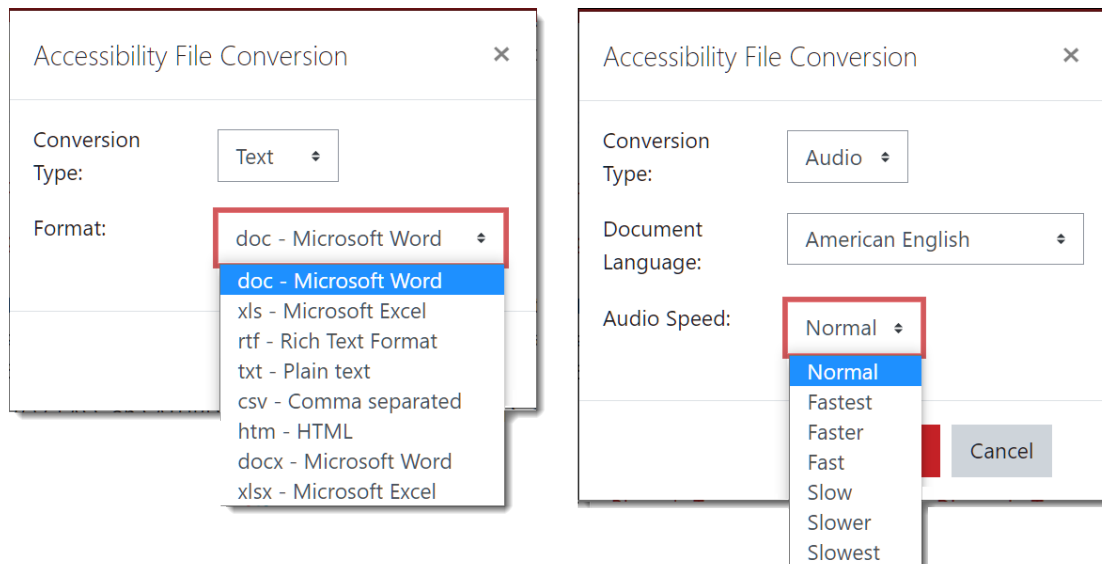 Accessibility File Conversion ×
Conversion
Type:
Text
Format:
doc - Microsoft Word
doc - Microsoft Word
xls - Microsoft Excel
rtf - Rich Text Format
txt - Plain text
csv - Comma separated
htm - HTML
docx - Microsoft Word
xlsx - Microsoft Excel
Accessibility File Conversion ×
Conversion
Type:
Audio
Document
Language:
American English
Audio Speed:
Normal
Normal
Fastest
Faster
Fast
Slow
Slower
Slowest
Cancel